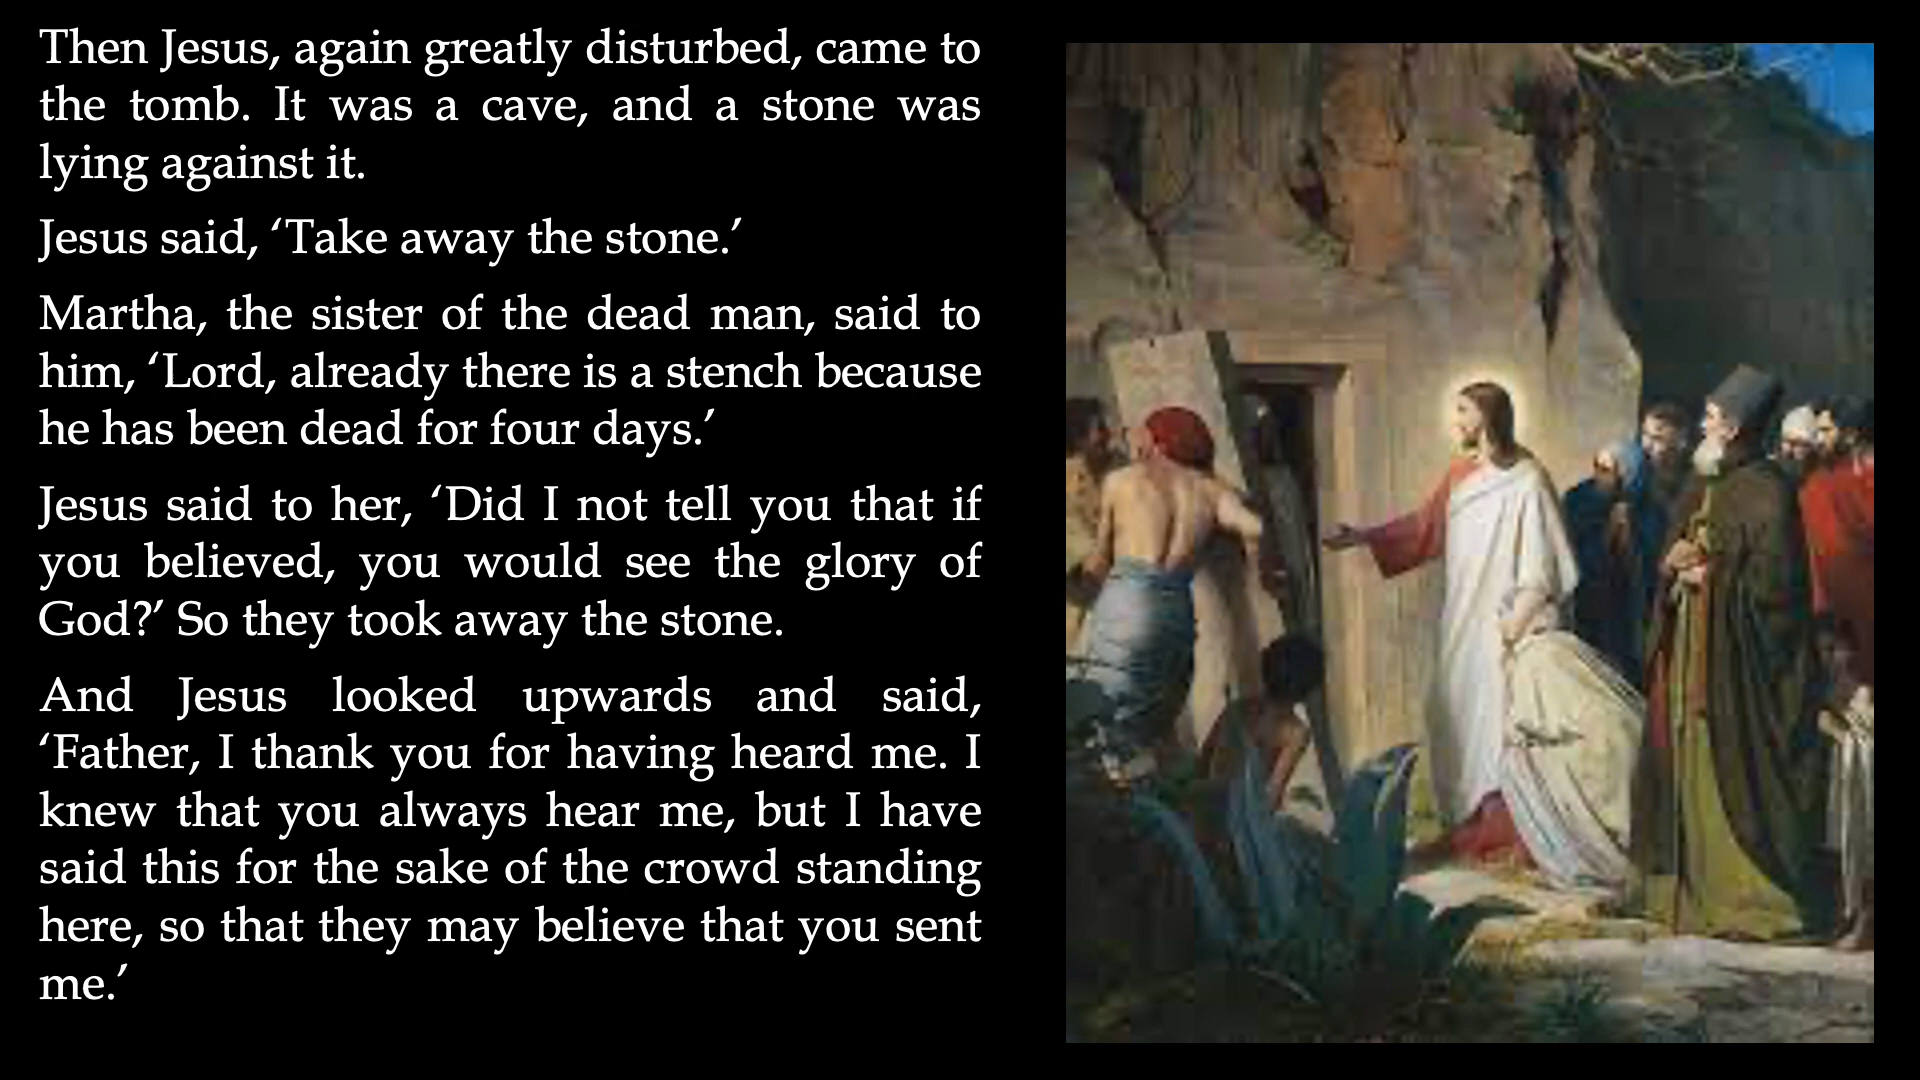 Then Jesus, again greatly disturbed, came to
the tomb. It was a cave, and a stone was
lying against it.
Jesus said, ‘Take away the stone.’
Martha, the sister of the dead man, said to
him, ‘Lord, already there is a stench because
he has been dead for four days.’
Jesus said to her, ‘Did I not tell you that if
you believed, you would see the glory of
God?’ So they took away the stone.
And Jesus looked upwards and said,
‘Father, I thank you for having heard me. I
knew that you always hear me, but I have
said this for the sake of the crowd standing
here, so that they may believe that you sent
me.’